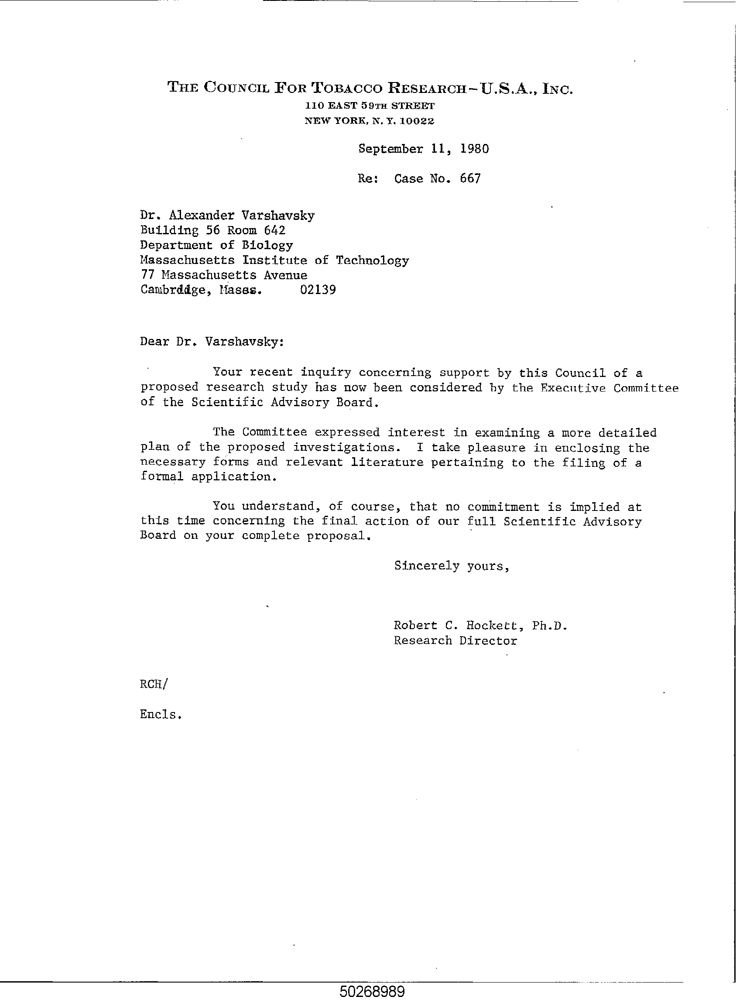 THE COUNCIL FOR TOBACCO RESEARCH-U.S.A., INC.
110 EAST 59TH STREET
NEW YORK, N. Y. 10022
September 11, 1980
Re: Case No. 667
Dr. Alexander Varshavsky
Building 56 Room 642
Department of Biology
Massachusetts Institute of Technology
77 Massachusetts Avenue
Cambrddge, Mases. 02139
Dear Dr. Varshavsky:
Your recent inquiry concerning support by this Council of a
proposed research study has now been considered by the Executive Committee
of the Scientific Advisory Board.
The Committee expressed interest in examining a more detailed
plan of the proposed investigations. I take pleasure in enclosing the
necessary forms and relevant literature pertaining to the filing of a
formal application.
You understand, of course, that no commitment is implied at
this time concerning the final action of our full Scientific Advisory
Board on your complete proposal.
Sincerely yours,
Robert C. Hockett, Ph.D.
Research Director
RCH/
Encls.
50268989